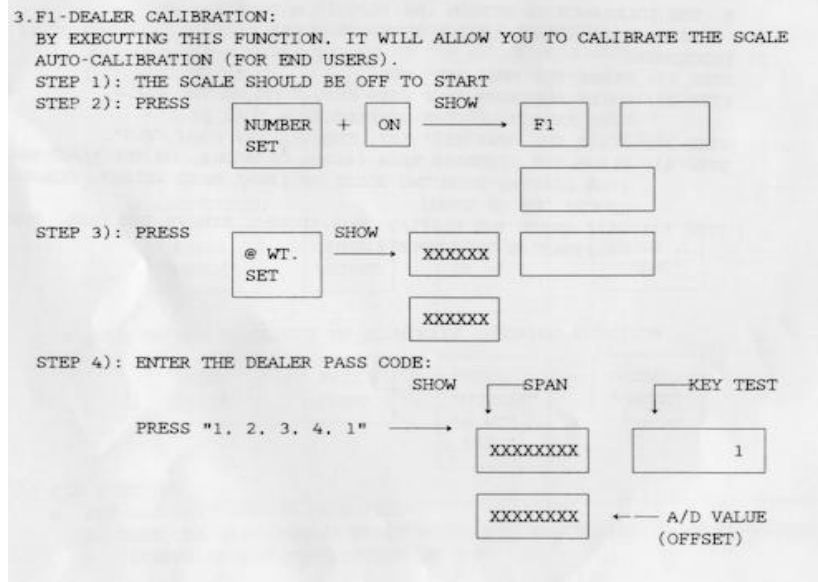 3.F1-DEALER CALIBRATION:
BY EXECUTING THIS FUNCTION. IT WILL ALLOW YOU TO CALIBRATE THE SCALE
AUTO-CALIBRATION (FOR END USERS).
STEP 1): THE SCALE SHOULD BE OFF TO START
STEP 2): PRESS SHOW
NUMBER SET + ON F1
STEP 3): PRESS SHOW
@ WT. SET XXXXXX
XXXXXX
STEP 4): ENTER THE DEALER PASS CODE:
SHOW SPAN KEY TEST
PRESS "1. 2. 3. 4. 1"
XXXXXXXX 1
XXXXXXXX A/D VALUE
(OFFSET)